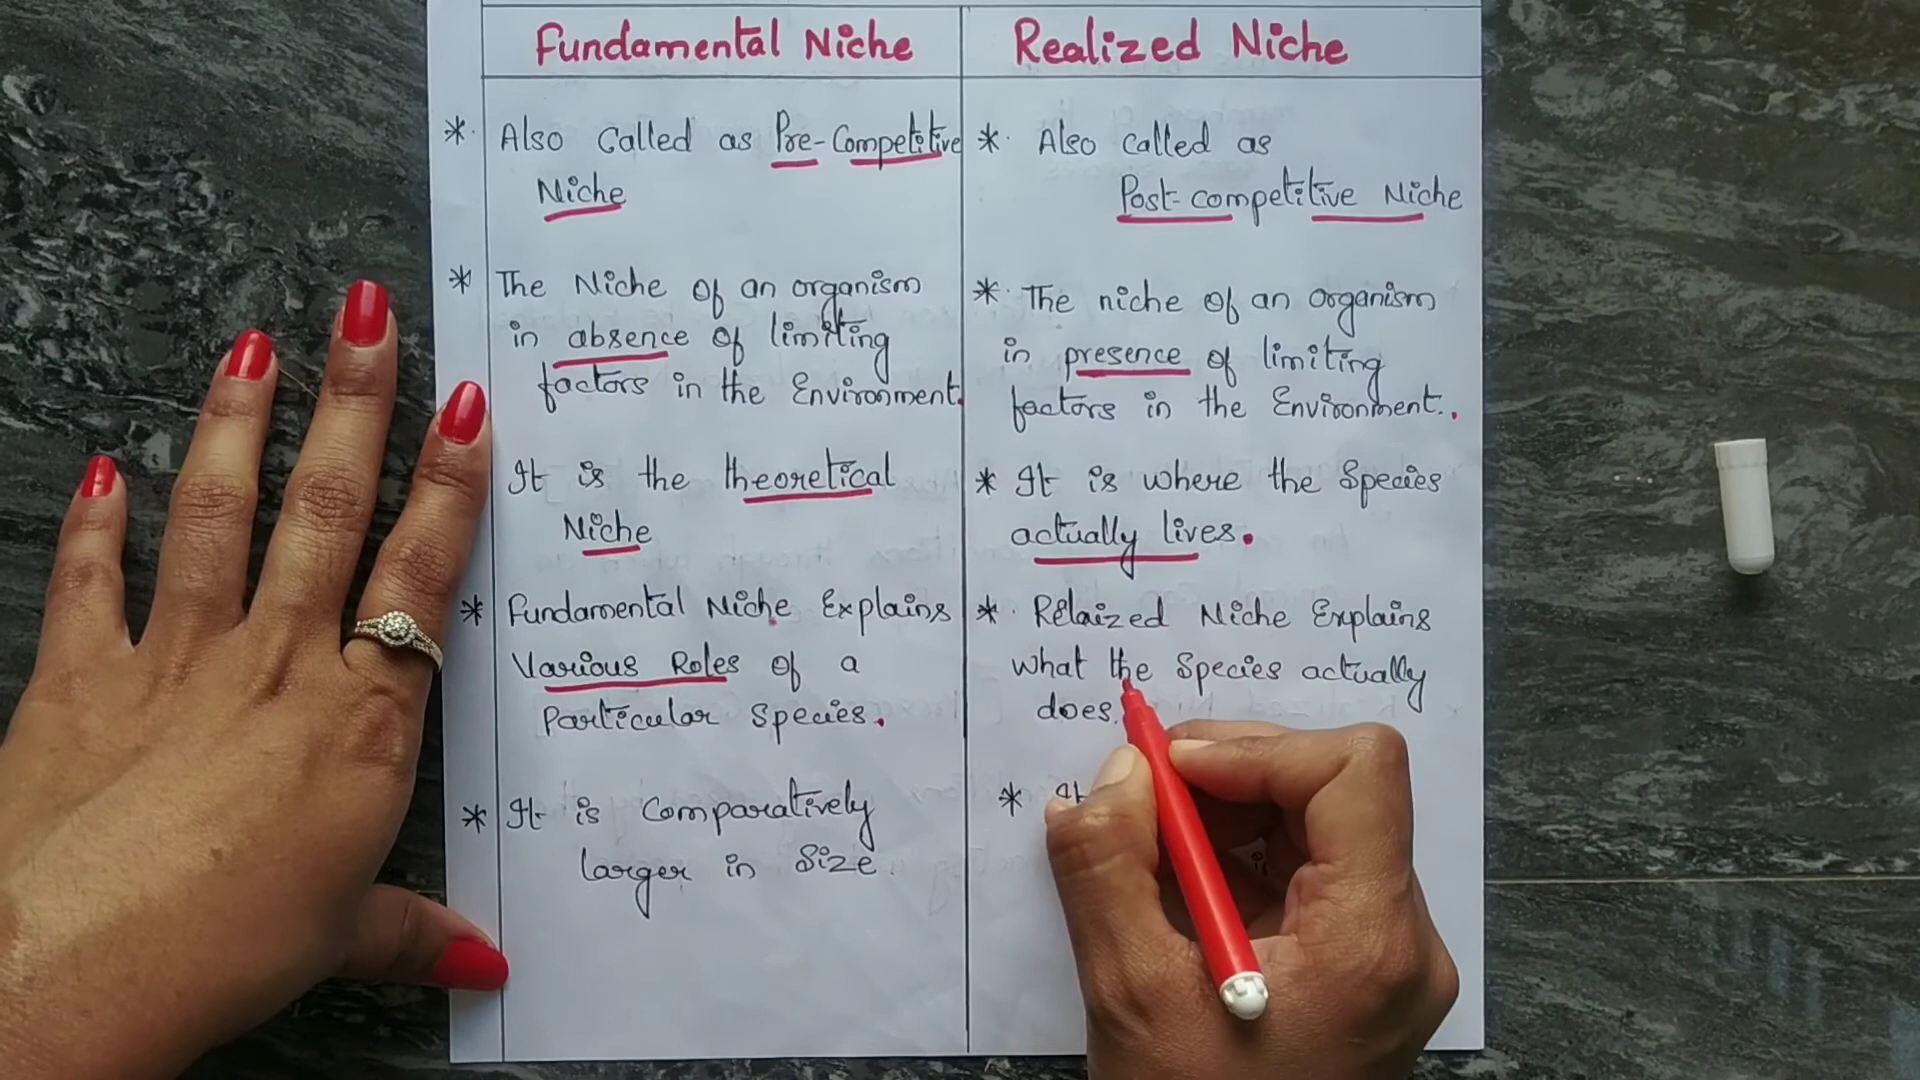 Fundamental Niche
* Also Called as Pre-Competitive
Niche
* The Niche of an organism
in absence of limiting
factors in the Environment.
It is the theoretical
Niche
* Fundamental Niche Explains
Various Roles of a
Particular Species.
* It is Comparatively
larger in Size
Realized Niche
* Also called as
Post-competitive Niche
* The niche of an organism
in presence of limiting
factors in the Environment.
* It is where the Species
actually lives.
* Relaized Niche Explains
what the Species actually
does.
* It